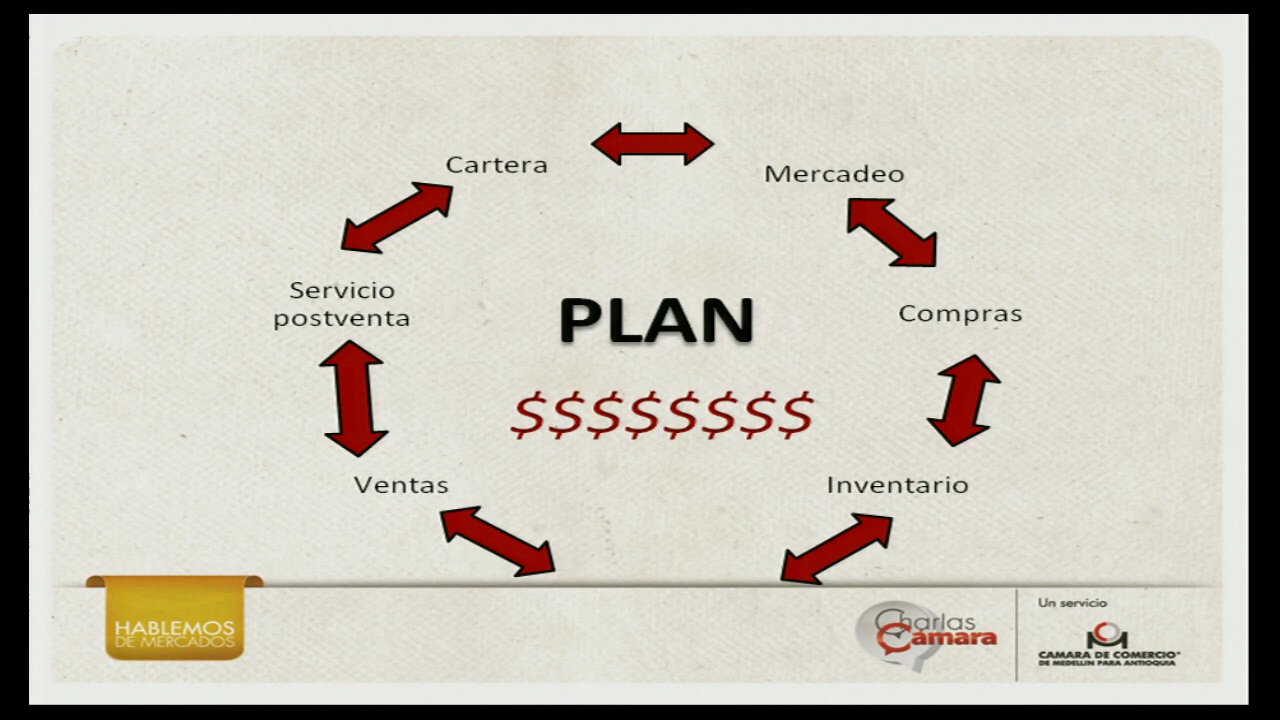 Cartera
Mercadeo
Servicio
postventa
PLAN
Compras
$$$$$$$$
Ventas
Inventario
HABLEMOS
DE MERCADOS
Charlas
Cámara
Un servicio
CAMARA DE COMERCIO®
DE MEDELLIN PARA ANTIOQUIA